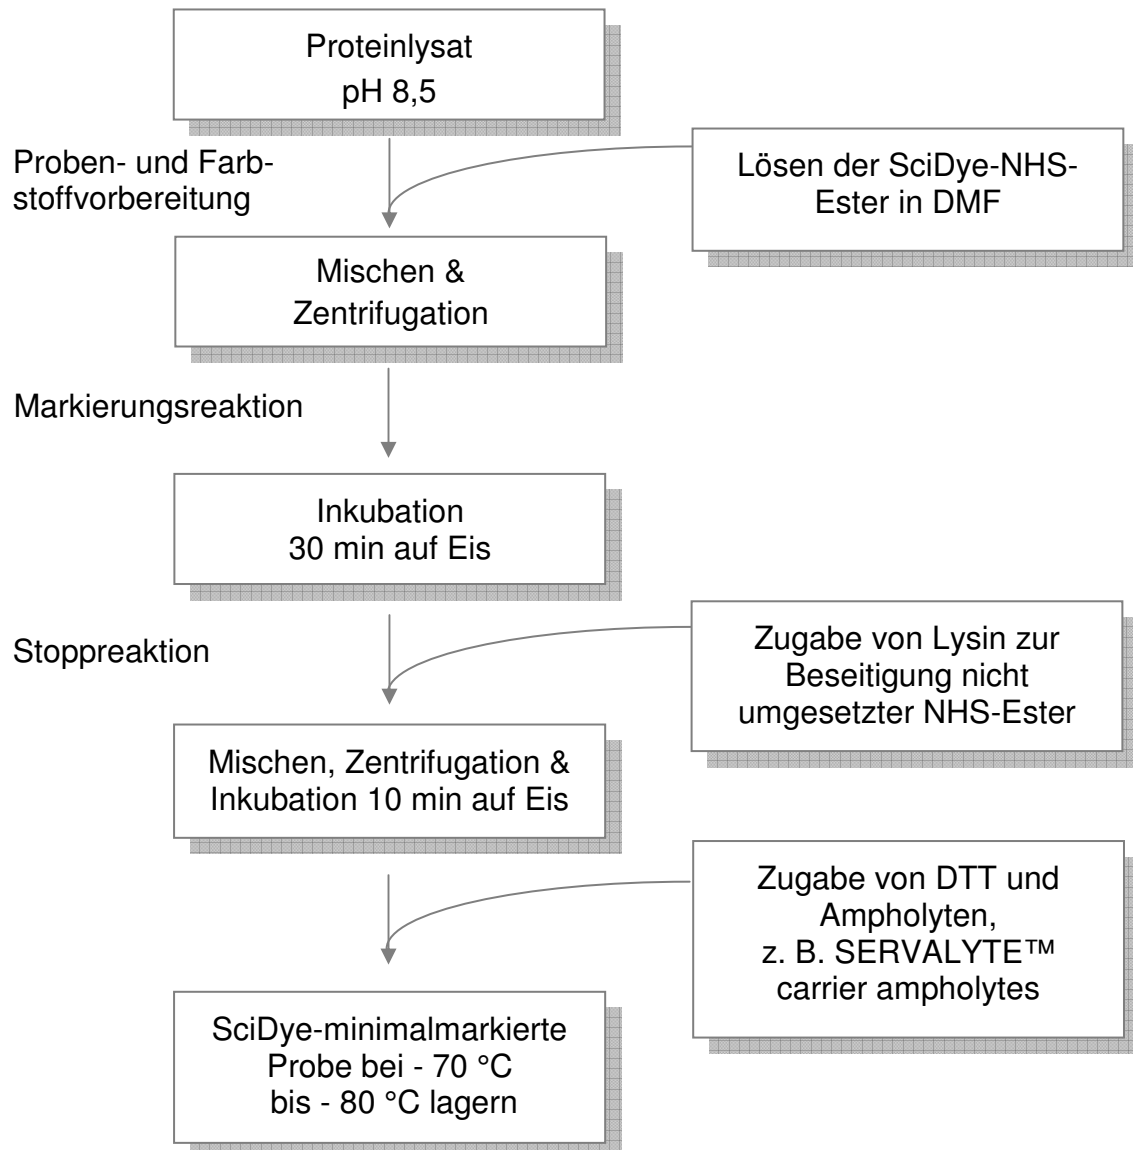 Proteinlysat
pH 8,5
Proben- und Farb-
stoffvorbereitung
Lösen der SciDye-NHS-
Ester in DMF
Mischen &
Zentrifugation
Markierungsreaktion
Inkubation
30 min auf Eis
Stoppreaktion
Zugabe von Lysin zur
Beseitigung nicht
umgesetzter NHS-Ester
Mischen, Zentrifugation &
Inkubation 10 min auf Eis
Zugabe von DTT und
Ampholyten,
z. B. SERVALYTE™
carrier ampholytes
SciDye-minimalmarkierte
Probe bei - 70 °C
bis - 80 °C lagern